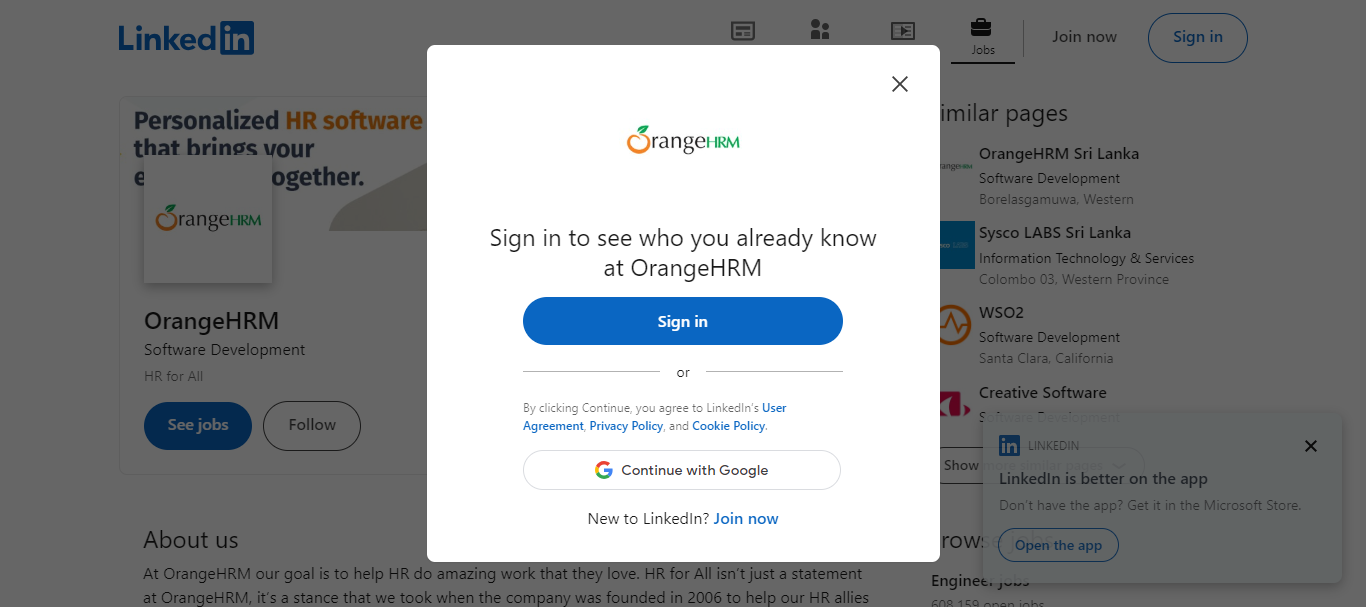 LinkedIn
Jobs
Join now
Sign in
Personalized HR software
that brings your
OrangeHRM
OrangeHRM
Software Development
HR for All
See jobs
Follow
About us
At OrangeHRM our goal is to help HR do amazing work that they love. HR for All isn't just a statement
at OrangeHRM, it's a stance that we took when the company was founded in 2006 to help our HR allies
OrangeHRM
Sign in to see who you already know
at OrangeHRM
Sign in
or
By clicking Continue, you agree to LinkedIn's User
Agreement, Privacy Policy, and Cookie Policy.
Continue with Google
New to LinkedIn? Join now
imilar pages
OrangeHRM Sri Lanka
Software Development
Borelasgamuwa, Western
Sysco LABS Sri Lanka
Information Technology & Services
Colombo 03, Western Province
WSO2
Software Development
Santa Clara, California
Creative Software
Software Development
Show more similar pages
LINKEDIN
LinkedIn is better on the app
Don't have the app? Get it in the Microsoft Store.
Open the app
Engineer jobs
608,159 open jobs